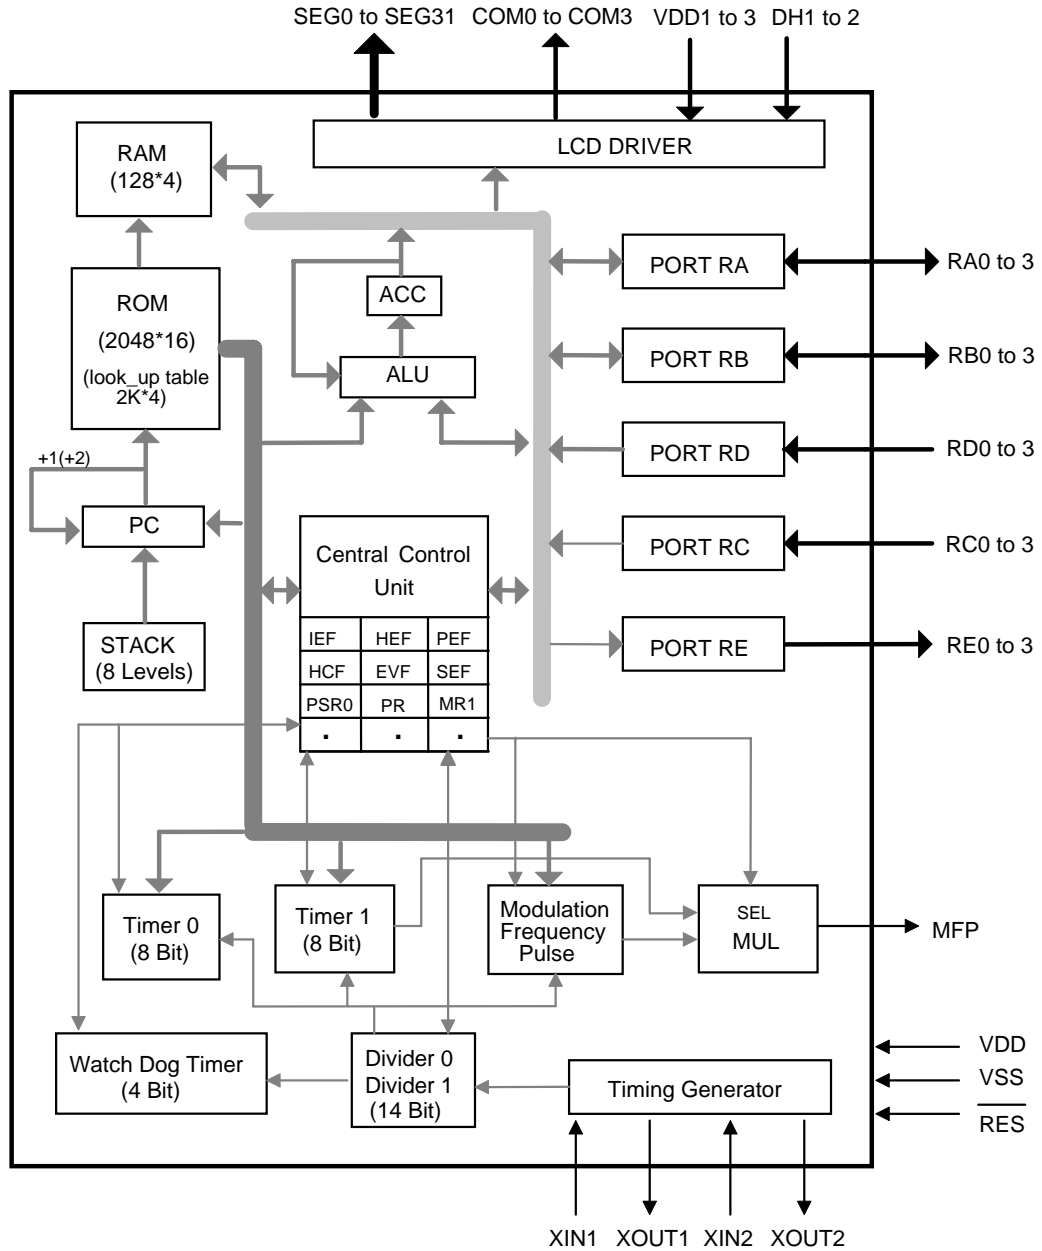 SEG0 to SEG31 COM0 to COM3 VDD1 to 3 DH1 to 2
LCD DRIVER
RAM
(128*4)
ROM
(2048*16)
(look_up table
2K*4)
+1(+2)
PC
STACK
(8 Levels)
ACC
ALU
PORT RA
RA0 to 3
PORT RB
RB0 to 3
PORT RD
RD0 to 3
PORT RC
RC0 to 3
PORT RE
RE0 to 3
Central Control
Unit
IEF HEF PEF
HCF EVF SEF
PSR0 PR MR1
. . .
Timer 0
(8 Bit)
Timer 1
(8 Bit)
Modulation
Frequency
Pulse
SEL
MUL
MFP
Watch Dog Timer
(4 Bit)
Divider 0
Divider 1
(14 Bit)
Timing Generator
VDD
VSS
RES
XIN1 XOUT1 XIN2 XOUT2